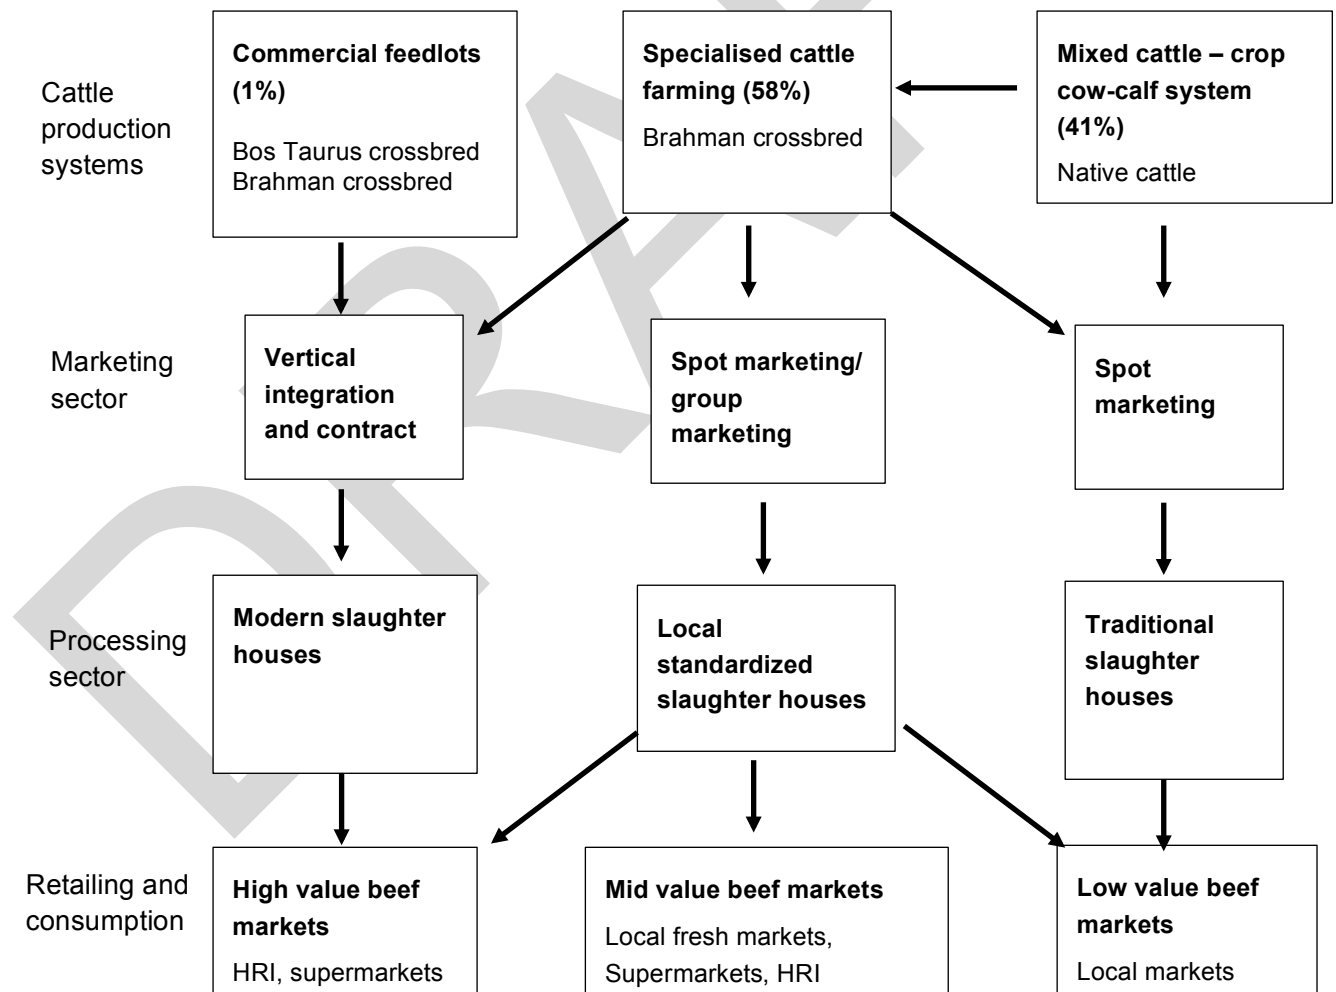 Cattle
production
systems
Commercial feedlots
(1%)
Bos Taurus crossbred
Brahman crossbred
Specialised cattle
farming (58%)
Brahman crossbred
Mixed cattle – crop
cow-calf system
(41%)
Native cattle
Marketing
sector
Vertical
integration
and contract
Spot marketing/
group
marketing
Spot
marketing
Processing
sector
Modern slaughter
houses
Local
standardized
slaughter houses
Traditional
slaughter
houses
Retailing and
consumption
High value beef
markets
HRI, supermarkets
Mid value beef markets
Local fresh markets,
Supermarkets, HRI
Low value beef
markets
Local markets